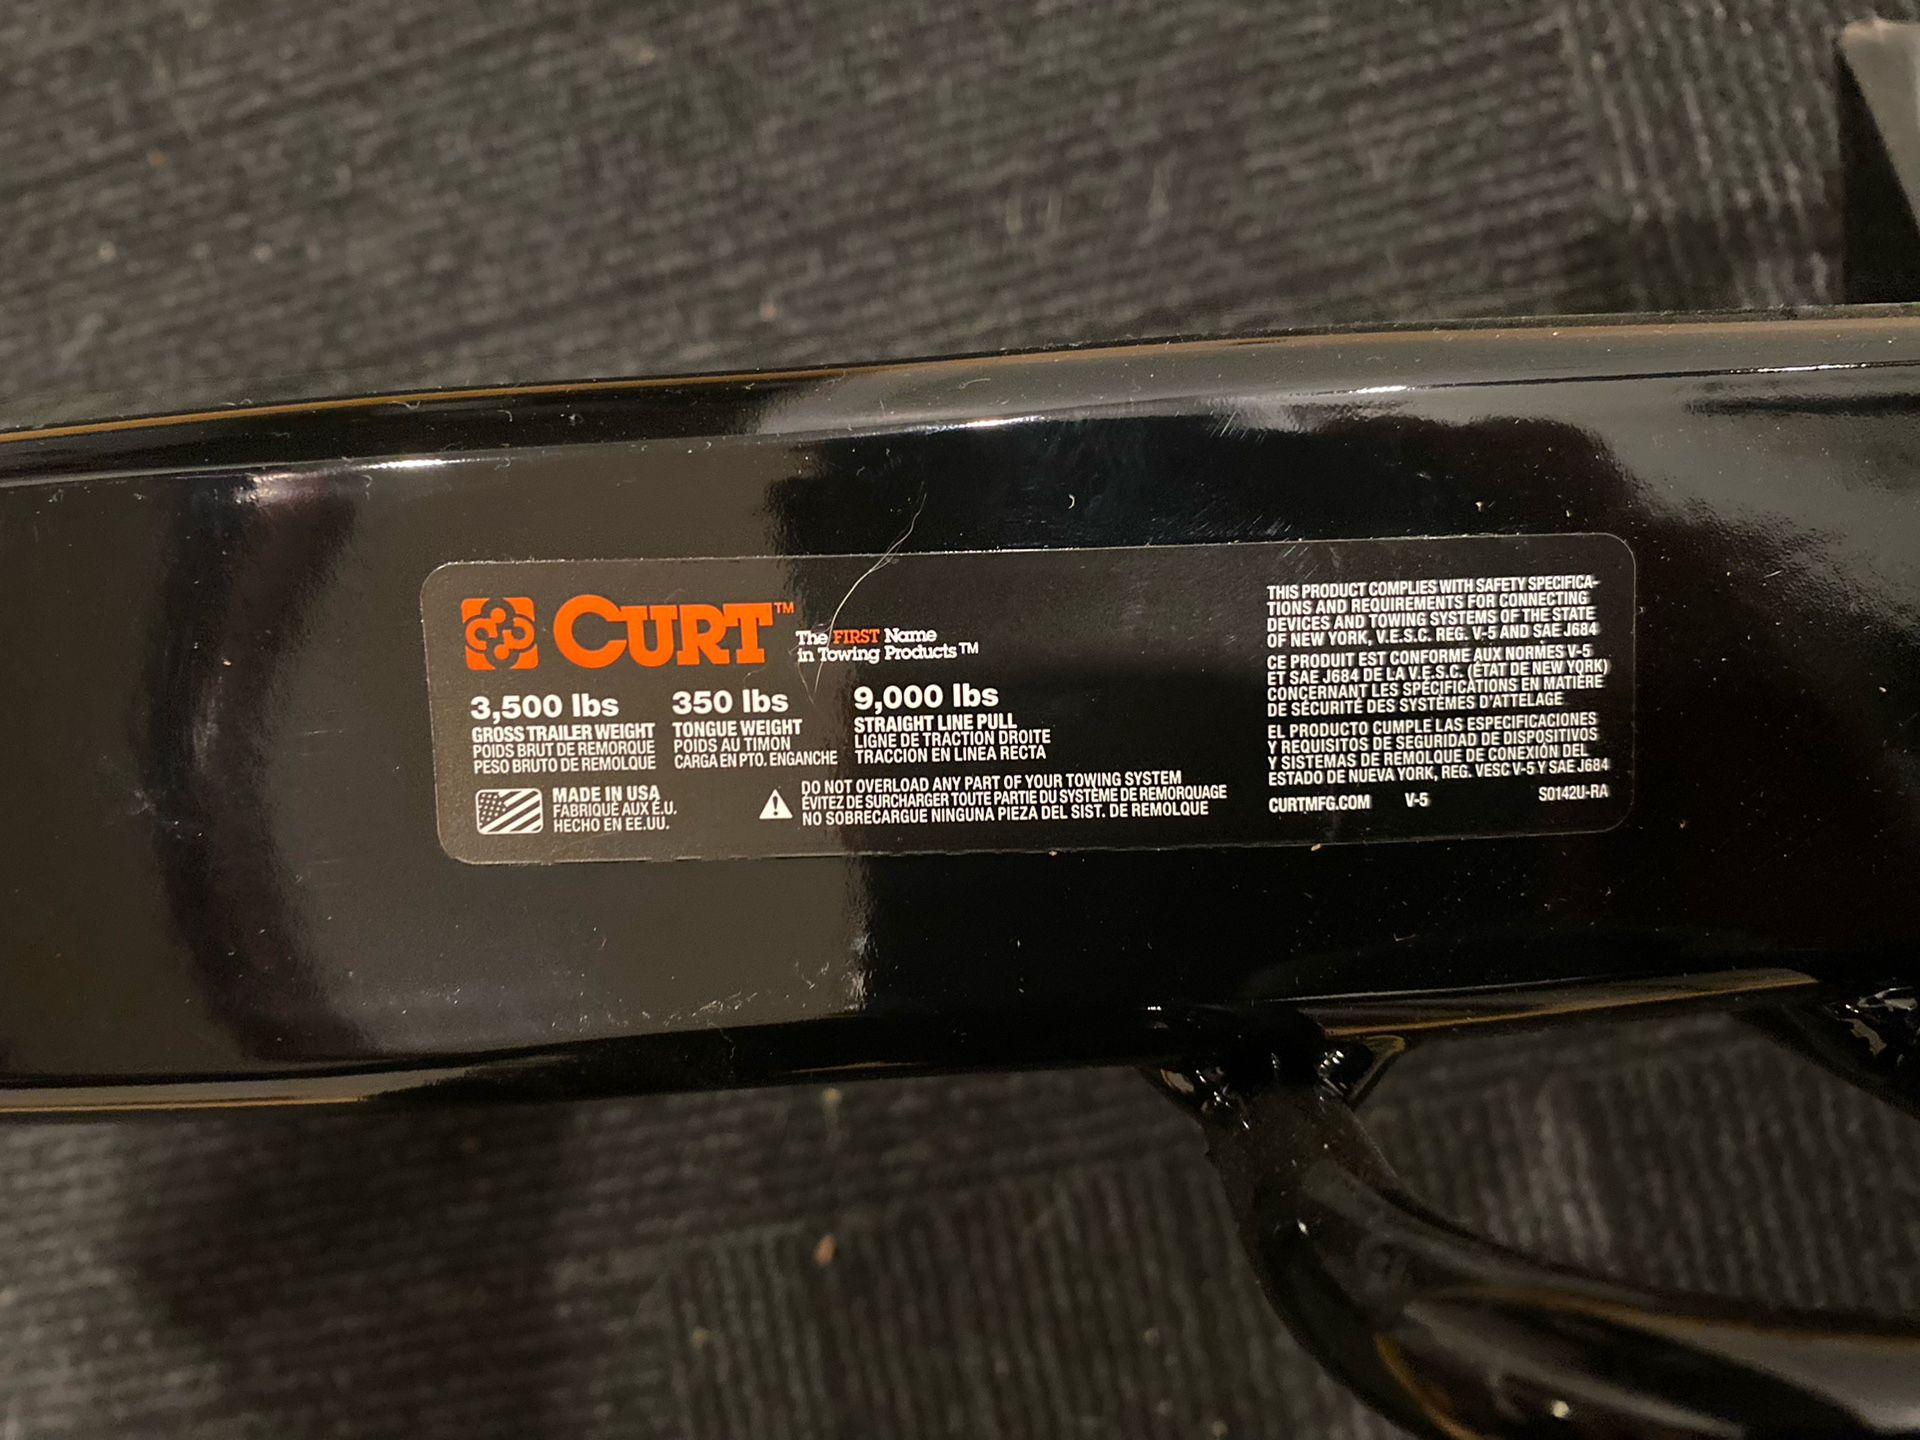 CURT™
The FIRST Name
in Towing Products™
3,500 lbs
GROSS TRAILER WEIGHT
POIDS BRUT DE REMORQUE
PESO BRUTO DE REMOLQUE
350 lbs
TONGUE WEIGHT
POIDS AU TIMON
CARGA EN PTO. ENGANCHE
9,000 lbs
STRAIGHT LINE PULL
LIGNE DE TRACTION DROITE
TRACCION EN LINEA RECTA
MADE IN USA
FABRIQUÉ AUX É.U.
HECHO EN EE.UU.
DO NOT OVERLOAD ANY PART OF YOUR TOWING SYSTEM
ÉVITEZ DE SURCHARGER TOUTE PARTIE DU SYSTÈME DE REMORQUAGE
NO SOBRECARGUE NINGUNA PIEZA DEL SIST. DE REMOLQUE
THIS PRODUCT COMPLIES WITH SAFETY SPECIFICA-
TIONS AND REQUIREMENTS FOR CONNECTING
DEVICES AND TOWING SYSTEMS OF THE STATE
OF NEW YORK, V.E.S.C. REG. V-5 AND SAE J684
CE PRODUIT EST CONFORME AUX NORMES V-5
ET SAE J684 DE LA V.E.S.C. (ÉTAT DE NEW YORK)
CONCERNANT LES SPÉCIFICATIONS EN MATIÈRE
DE SÉCURITÉ DES SYSTÈMES D'ATTELAGE
EL PRODUCTO CUMPLE LAS ESPECIFICACIONES
Y REQUISITOS DE SEGURIDAD DE DISPOSITIVOS
Y SISTEMAS DE REMOLQUE DE CONEXIÓN DEL
ESTADO DE NUEVA YORK, REG. VESC V-5 Y SAE J684
CURTMFG.COM V-5 S0142U-RA